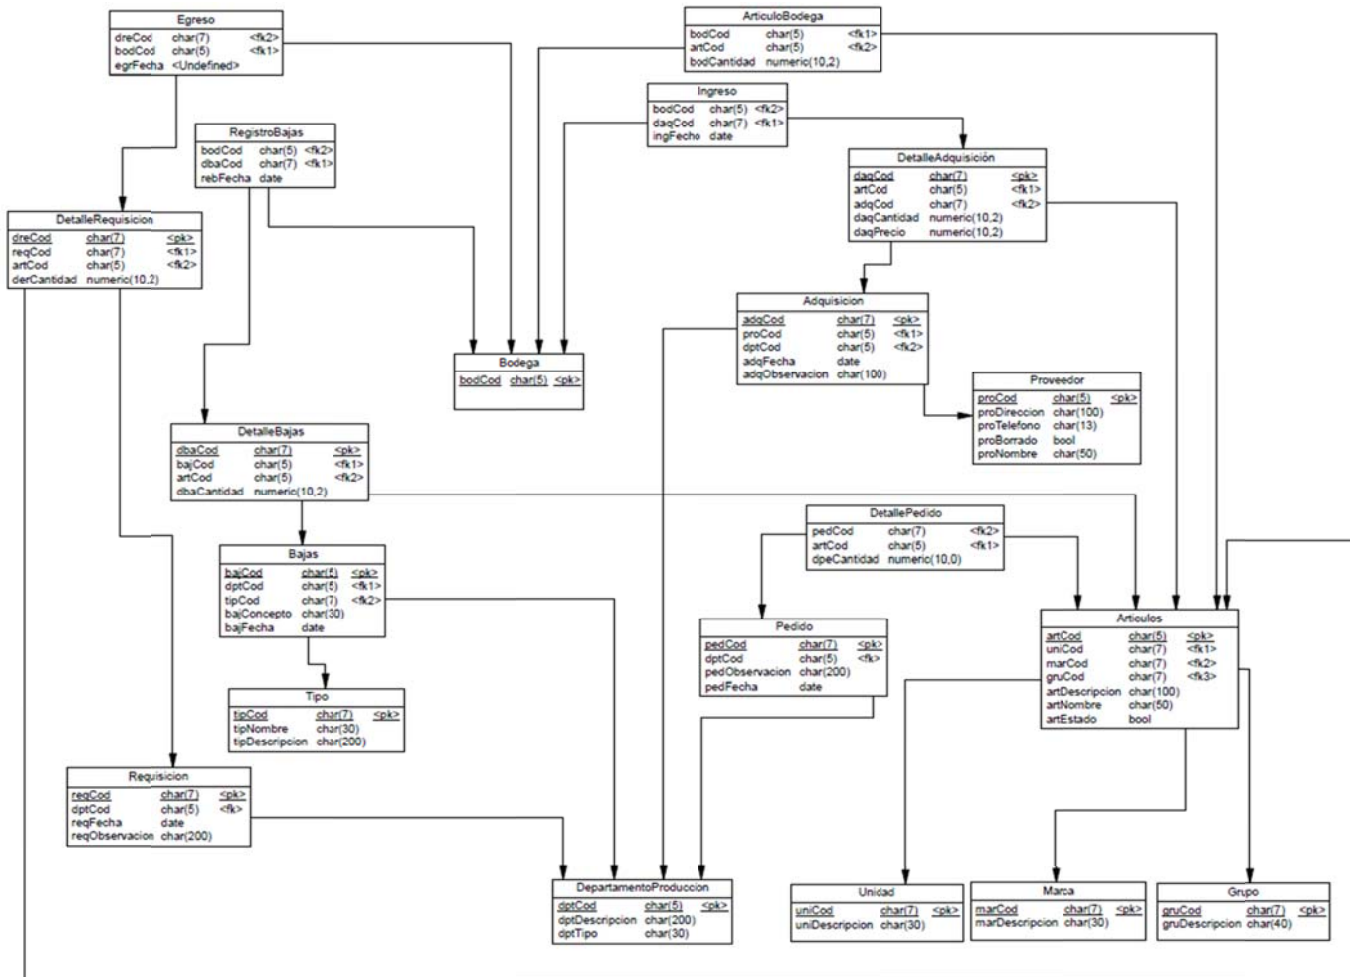 Egreso
dreCod char(7) <fk2>
bodCod char(5) <fk1>
egrFecha <Undefined>
ArticuloBodega
bodCod char(5) <fk1>
artCod char(5) <fk2>
bodCantidad numeric(10,2)
Ingreso
bodCod char(5) <fk2>
daqCod char(7) <fk1>
ingFecho date
RegistroBajas
bodCod char(5) <fk2>
dbaCod char(7) <fk1>
rebFecha date
DetalleAdquisición
daqCod char(7) <pk>
artCod char(5) <fk1>
adqCod char(7) <fk2>
daqCantidad numeric(10,2)
daqPrecio numeric(10,2)
DetalleRequisicion
dreCod char(7) <pk>
reqCod char(7) <fk1>
artCod char(5) <fk2>
derCantidad numeric(10,2)
Adquisicion
adqCod char(7) <pk>
proCod char(5) <fk1>
dptCod char(5) <fk2>
adqFecha date
adqObservacion char(100)
Bodega
bodCod char(5) <pk>
Proveedor
proCod char(5) <pk>
proDireccion char(100)
proTelefono char(13)
proBorrado bool
proNombre char(50)
DetalleBajas
dbaCod char(7) <pk>
bajCod char(5) <fk1>
artCod char(5) <fk2>
dbaCantidad numeric(10,2)
DetallePedido
pedCod char(7) <fk2>
artCod char(5) <fk1>
dpeCantidad numeric(10,0)
Bajas
bajCod char(5) <pk>
dptCod char(5) <fk1>
tipCod char(7) <fk2>
bajConcepto char(30)
bajFecha date
Pedido
pedCod char(7) <pk>
dptCod char(5) <fk>
pedObservacion char(200)
pedFecha date
Articulos
artCod char(5) <pk>
uniCod char(7) <fk1>
marCod char(7) <fk2>
gruCod char(7) <fk3>
artDescripcion char(100)
artNombre char(50)
artEstado bool
Tipo
tipCod char(7) <pk>
tipNombre char(30)
tipDescripcion char(200)
Requisicion
reqCod char(7) <pk>
dptCod char(5) <fk>
reqFecha date
reqObservacion char(200)
DepartamentoProduccion
dptCod char(5) <pk>
dptDescripcion char(200)
dptTipo char(30)
Unidad
uniCod char(7) <pk>
uniDescripcion char(30)
Marca
marCod char(7) <pk>
marDescripcion char(30)
Grupo
gruCod char(7) <pk>
gruDescripcion char(40)